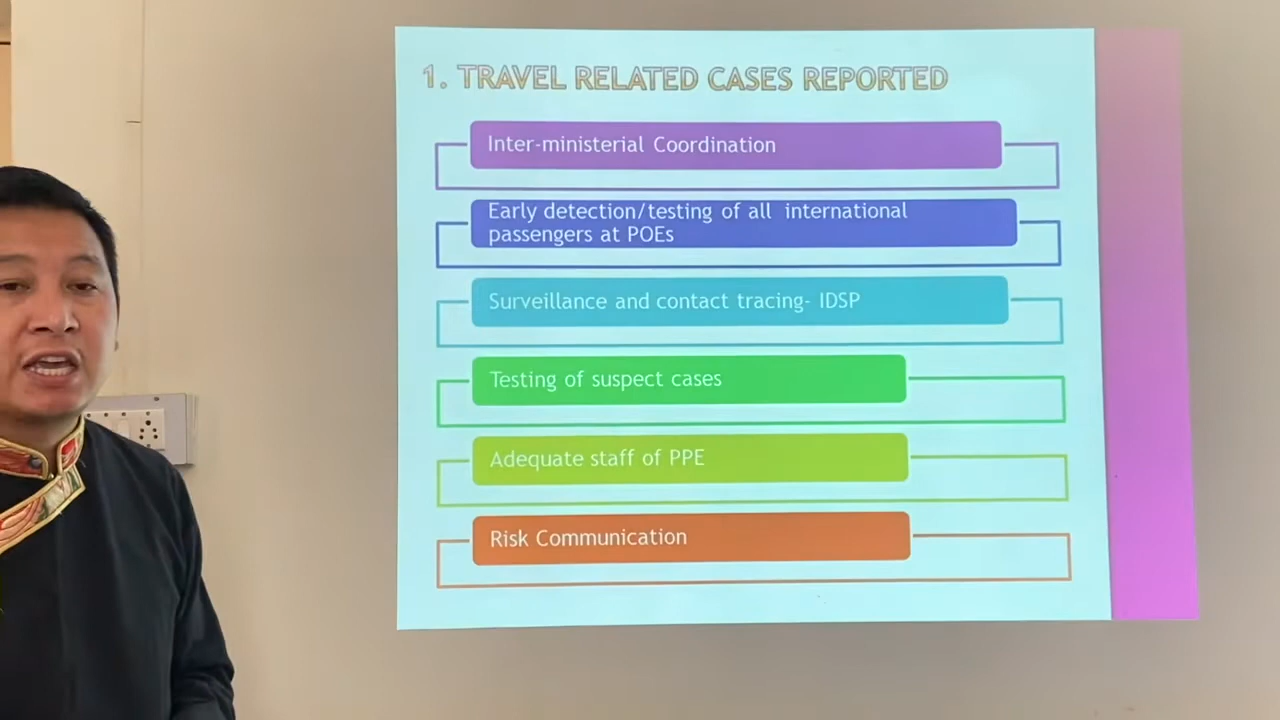 1. TRAVEL RELATED CASES REPORTED
Inter-ministerial Coordination
Early detection/testing of all international
passengers at POEs
Surveillance and contact tracing- IDSP
Testing of suspect cases
Adequate staff of PPE
Risk Communication